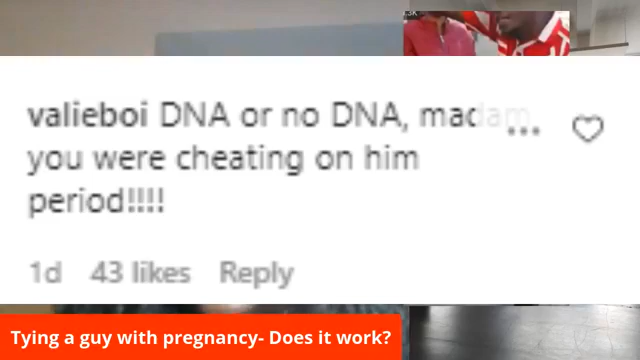 valieboi DNA or no DNA, madam
you were cheating on him
period!!!!
1d 43 likes Reply
Tying a guy with pregnancy- Does it work?